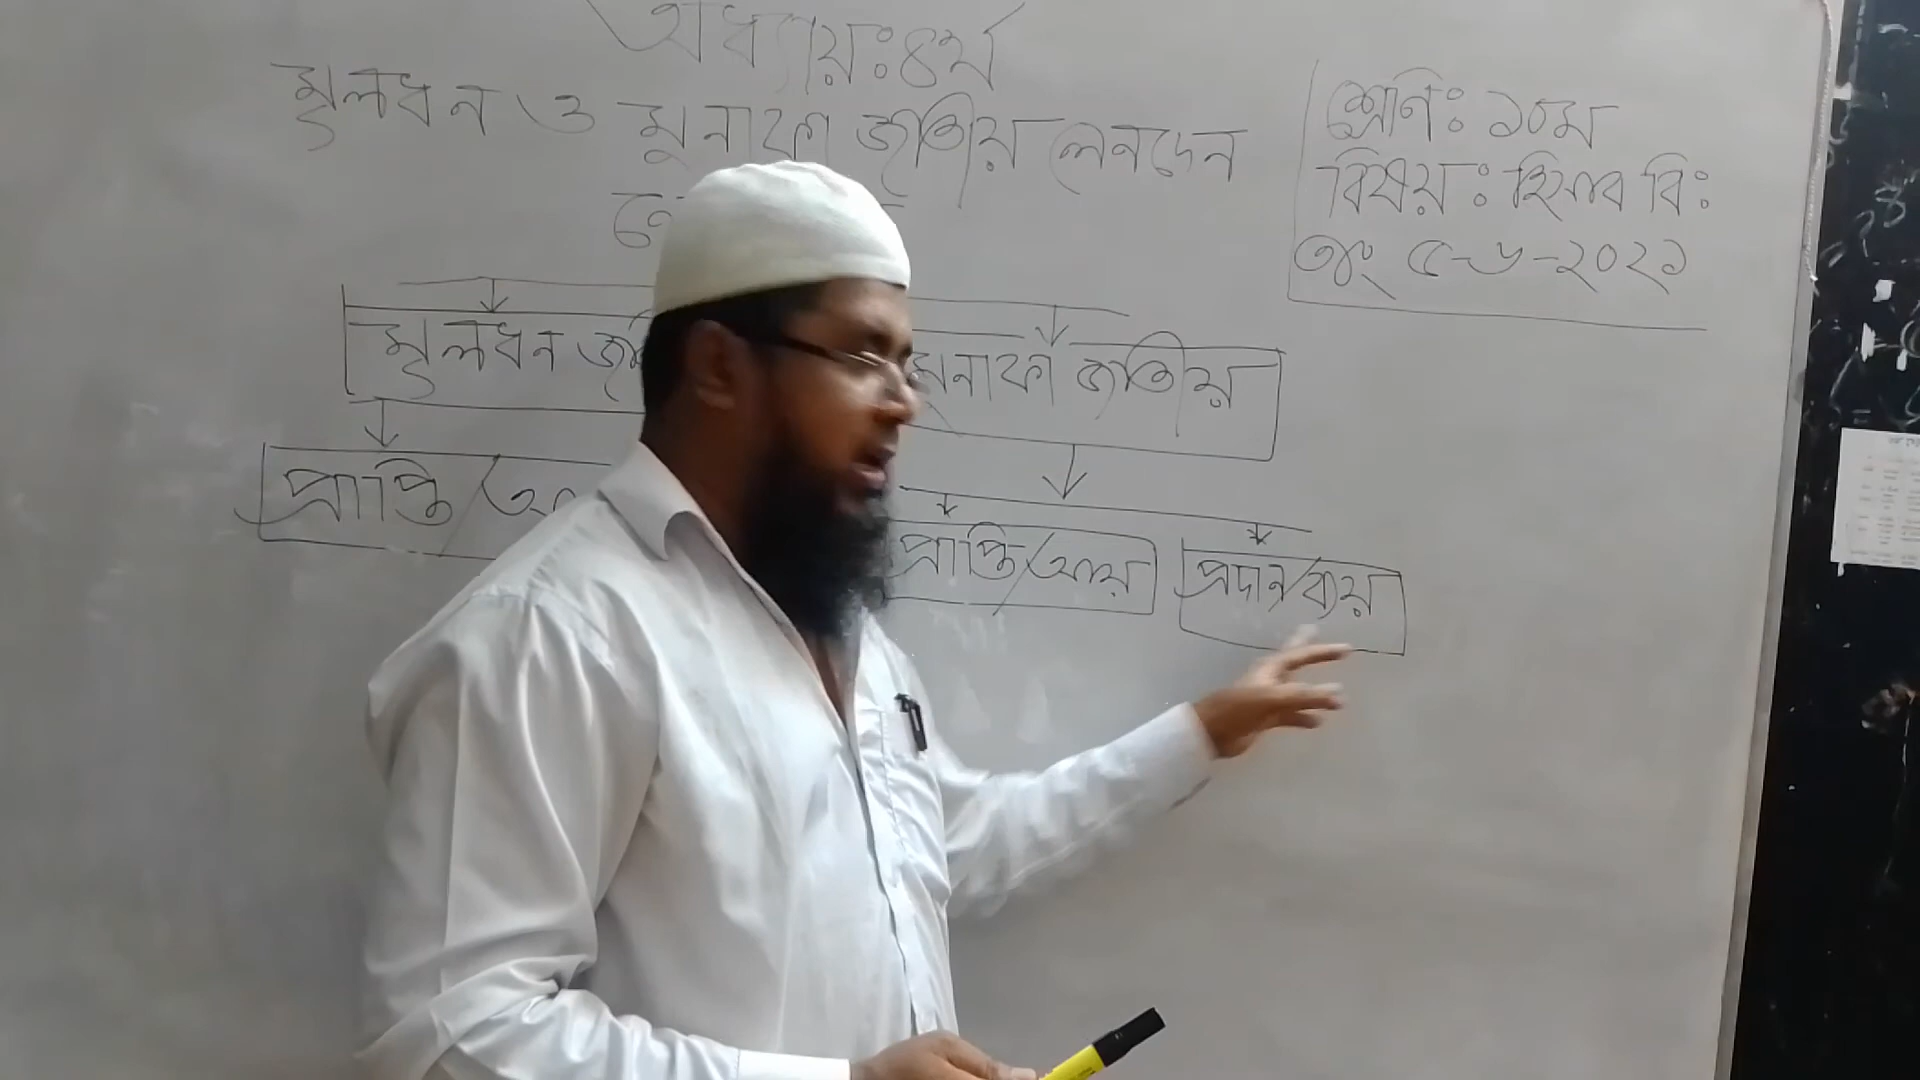 অধ্যায়ঃ ৪র্থ
মূলধন ও মুনাফা জাতীয় লেনদেন
শ্রেণিঃ ১০ম
বিষয়ঃ হিসাব বিঃ
তাং ৫-৬-২০২১
মূলধন
মুনাফা জাতীয়
প্রাপ্তি/
প্রাপ্তি/আয়
প্রদান/ব্যয়